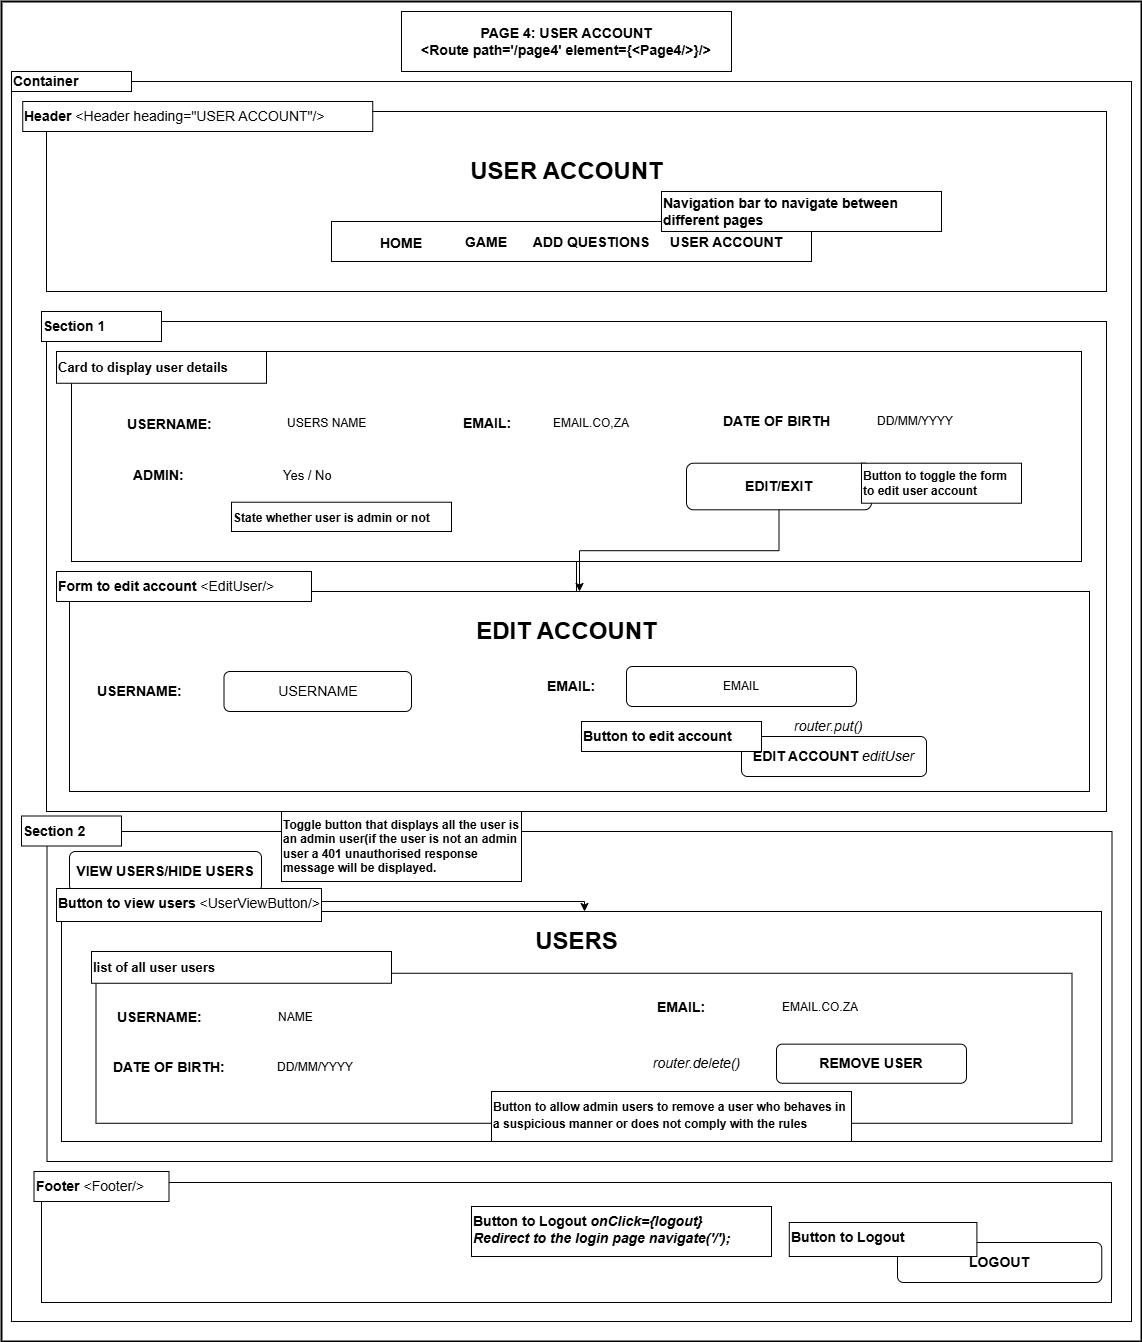 PAGE 4: USER ACCOUNT
<Route path='/page4' element={<Page4/>}/>
Container
Header <Header heading="USER ACCOUNT"/>
USER ACCOUNT
Navigation bar to navigate between
different pages
HOME GAME ADD QUESTIONS USER ACCOUNT
Section 1
Card to display user details
USERNAME: USERS NAME EMAIL: EMAIL.CO,ZA DATE OF BIRTH DD/MM/YYYY
ADMIN: Yes / No
EDIT/EXIT
Button to toggle the form
to edit user account
State whether user is admin or not
Form to edit account <EditUser/>
EDIT ACCOUNT
USERNAME: USERNAME EMAIL: EMAIL
router.put()
Button to edit account
EDIT ACCOUNT editUser
Section 2
Toggle button that displays all the user is
an admin user(if the user is not an admin
user a 401 unauthorised response
message will be displayed.
VIEW USERS/HIDE USERS
Button to view users <UserViewButton/>
USERS
list of all user users
USERNAME: NAME EMAIL: EMAIL.CO.ZA
DATE OF BIRTH: DD/MM/YYYY router.delete() REMOVE USER
Button to allow admin users to remove a user who behaves in
a suspicious manner or does not comply with the rules
Footer <Footer/>
Button to Logout onClick={logout}
Redirect to the login page navigate('/');
Button to Logout
LOGOUT